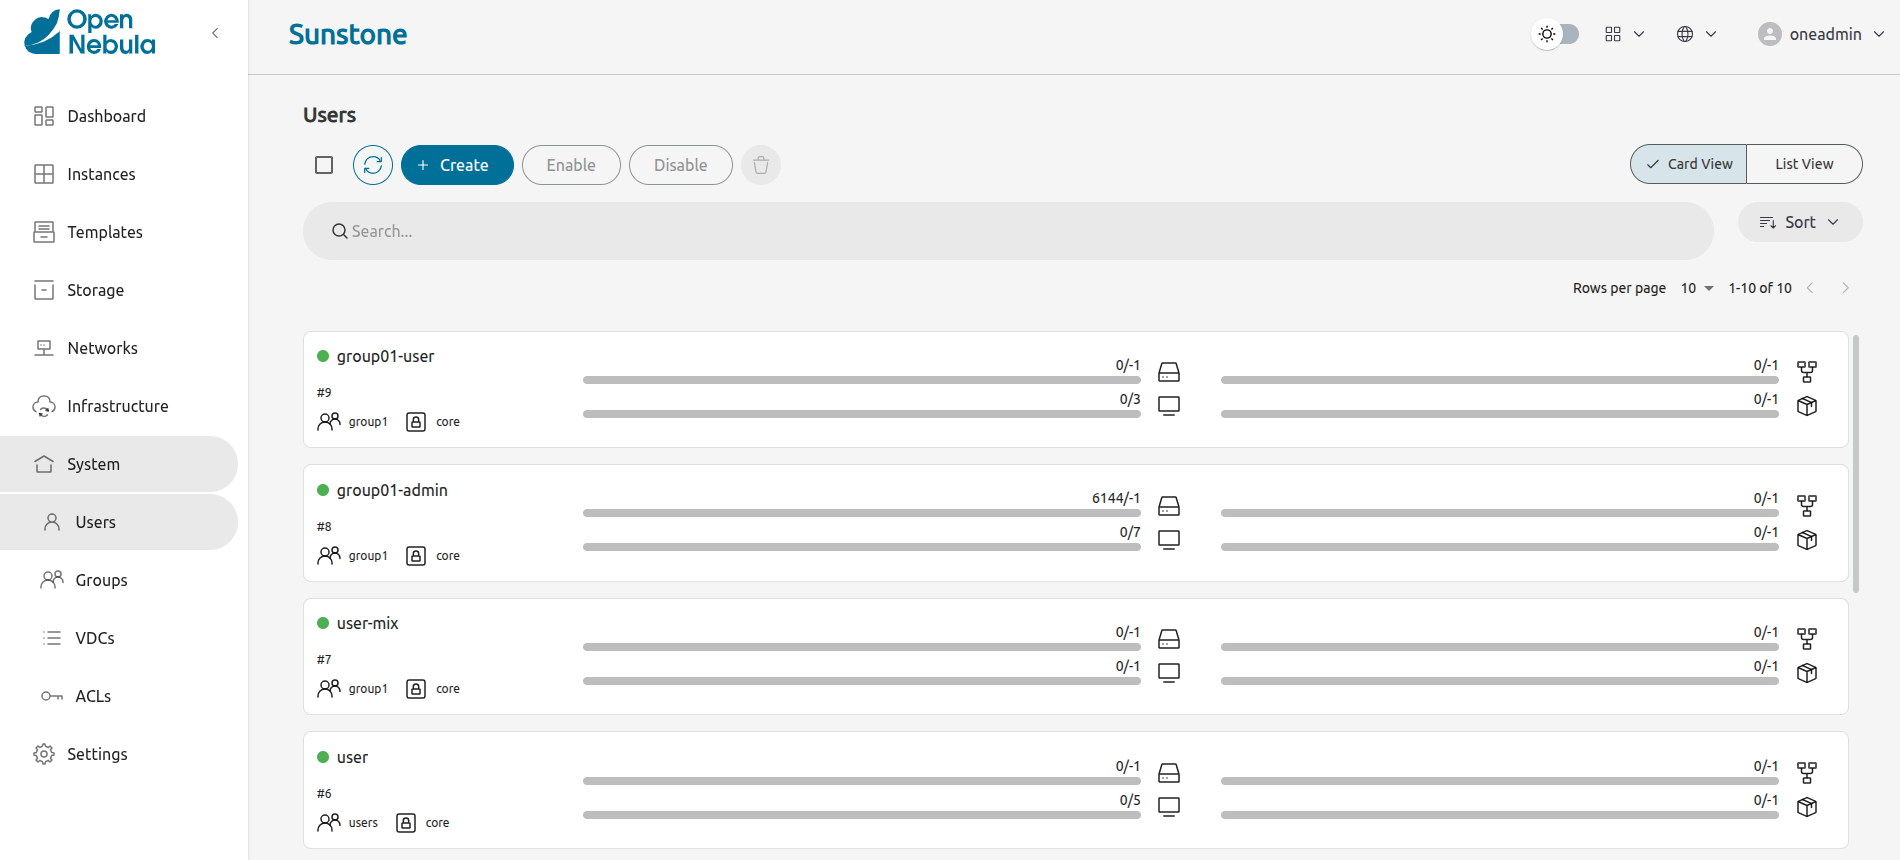 Open
Nebula
Sunstone
oneadmin
Dashboard
Instances
Templates
Storage
Networks
Infrastructure
System
Users
Groups
VDCs
ACLs
Settings
Users
+ Create
Enable
Disable
Card View
List View
Search...
Sort
Rows per page 10 1-10 of 10
group01-user
#9
group1 core
0/-1
0/3
0/-1
0/-1
group01-admin
#8
group1 core
6144/-1
0/7
0/-1
0/-1
user-mix
#7
group1 core
0/-1
0/-1
0/-1
0/-1
user
#6
users core
0/-1
0/5
0/-1
0/-1